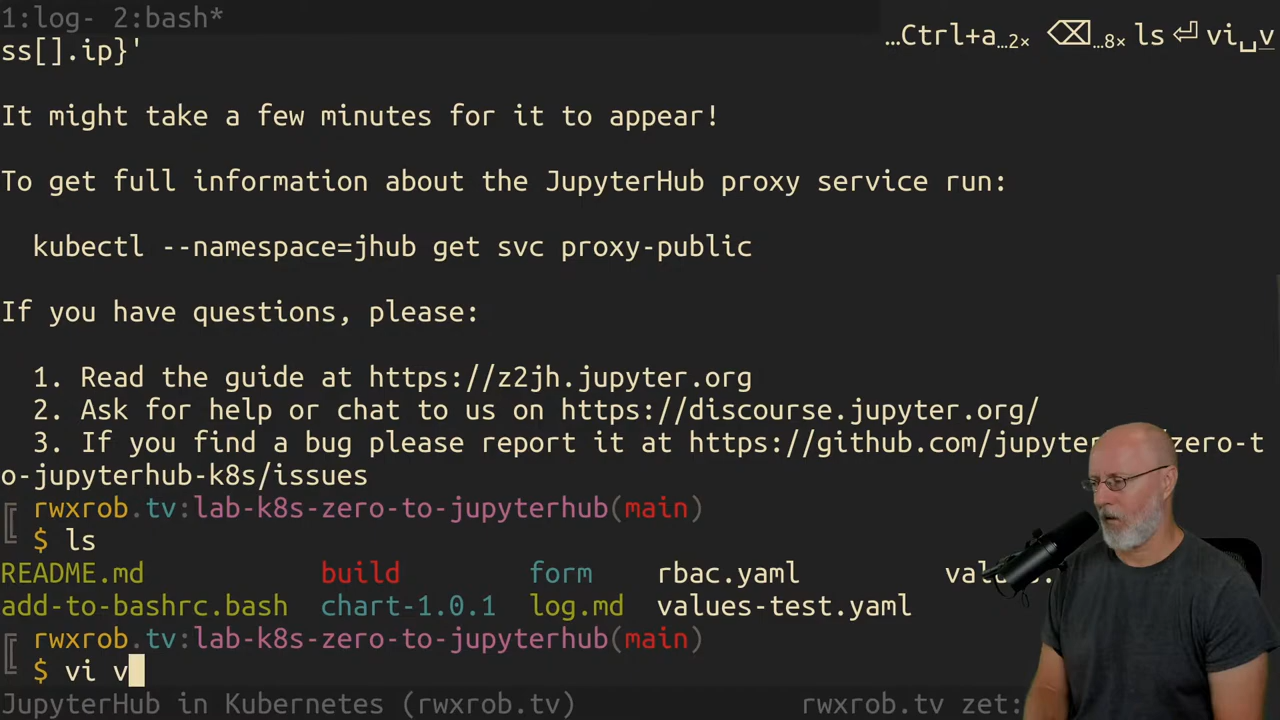 1:log- 2:bash*
…Ctrl+a…2× ⌫…8× ls ⏎ vi␣v
ss[].ip}'
It might take a few minutes for it to appear!
To get full information about the JupyterHub proxy service run:
kubectl --namespace=jhub get svc proxy-public
If you have questions, please:
1. Read the guide at https://z2jh.jupyter.org
2. Ask for help or chat to us on https://discourse.jupyter.org/
3. If you find a bug please report it at https://github.com/jupyte zero-t
o-jupyterhub-k8s/issues
rwxrob.tv:lab-k8s-zero-to-jupyterhub(main)
$ ls
README.md build form rbac.yaml
add-to-bashrc.bash chart-1.0.1 log.md values-test.yaml
rwxrob.tv:lab-k8s-zero-to-jupyterhub(main)
$ vi v
JupyterHub in Kubernetes (rwxrob.tv) rwxrob.tv zet: